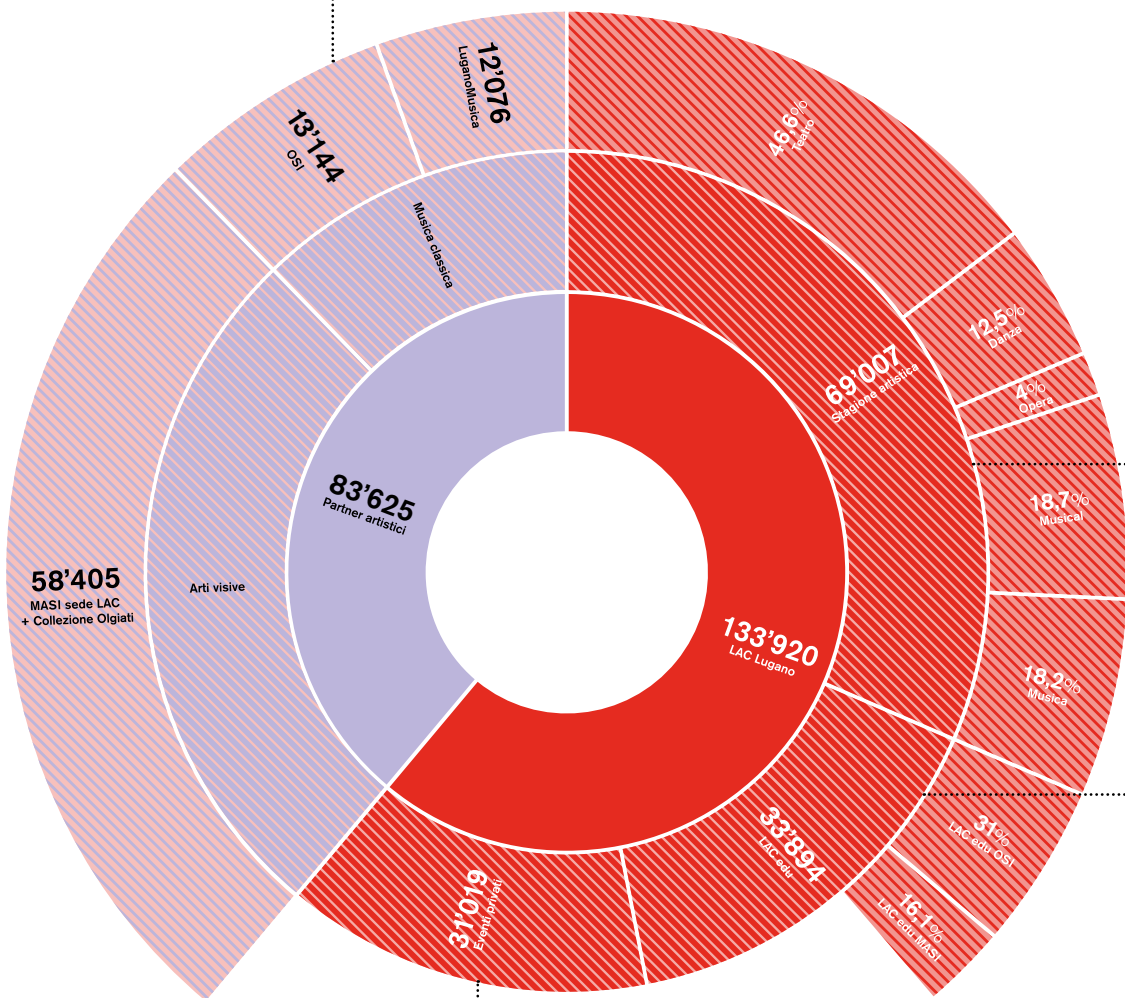 12’076
LuganoMusica
13’144
OSI
Musica classica
46,6%
Teatro
12,5%
Danza
4%
Opera
69’007
Stagione artistica
18,7%
Musical
83’625
Partner artistici
58’405
MASI sede LAC
+ Collezione Olgiati
Arti visive
133’920
LAC Lugano
18,2%
Musica
33’894
LAC edu
31%
LAC edu OSI
16,1%
LAC edu MASI
31’019
Eventi privati